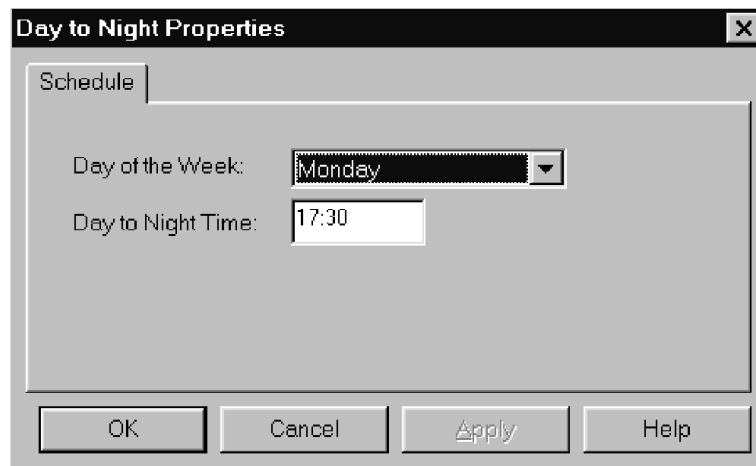 Day to Night Properties
Schedule
Day of the Week: Monday
Day to Night Time: 17:30
OK Cancel Apply Help